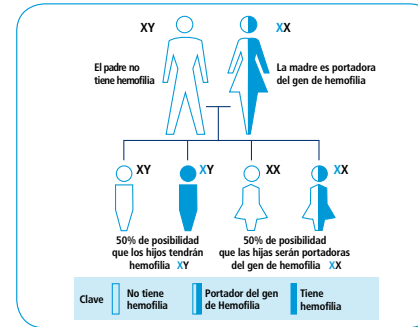 XY
XX
El padre no
tiene hemofilia
La madre es portadora
del gen de hemofilia
XY
XY
XX
XX
50% de posibilidad
que los hijos tendrán
hemofilia XY
50% de posibilidad
que las hijas serán portadoras
del gen de hemofilia XX
Clave
No tiene
hemofilia
Portador del gen
de Hemofilia
Tiene
hemofilia